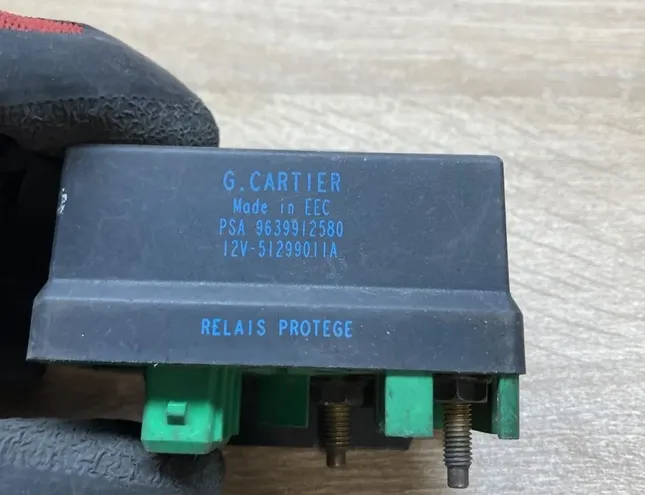 G.CARTIER
Made in EEC
PSA 9639912580
12V-51299011A
RELAIS PROTEGE